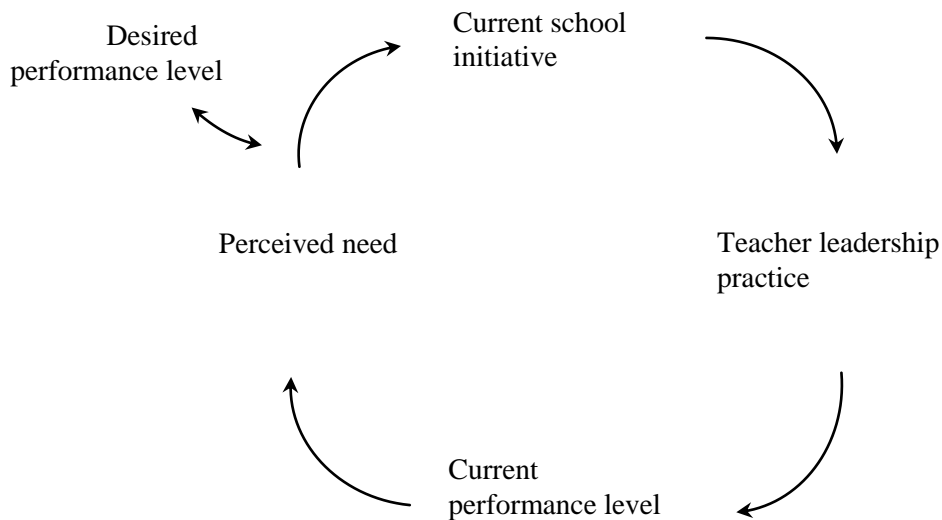 Current school
initiative
Desired
performance level
Perceived need
Teacher leadership
practice
Current
performance level